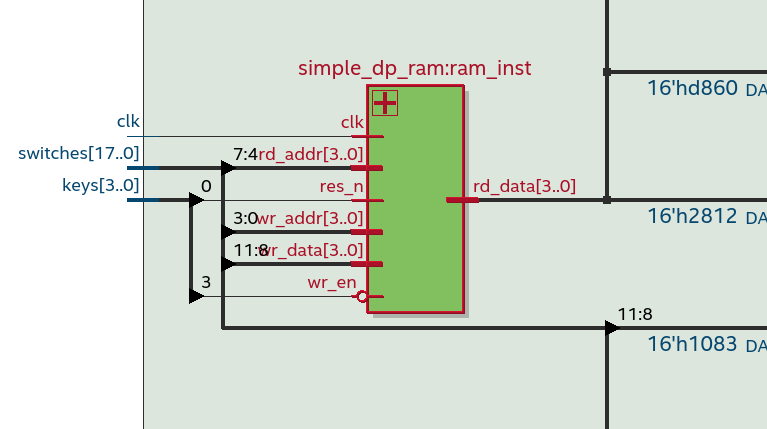 simple_dp_ram:ram_inst
16'hd860 DA
clk
clk
switches[17..0]
7:4
rd_addr[3..0]
keys[3..0]
0
res_n
rd_data[3..0]
3:0
wr_addr[3..0]
16'h2812 DA
11:8
wr_data[3..0]
3
wr_en
11:8
16'h1083 DA